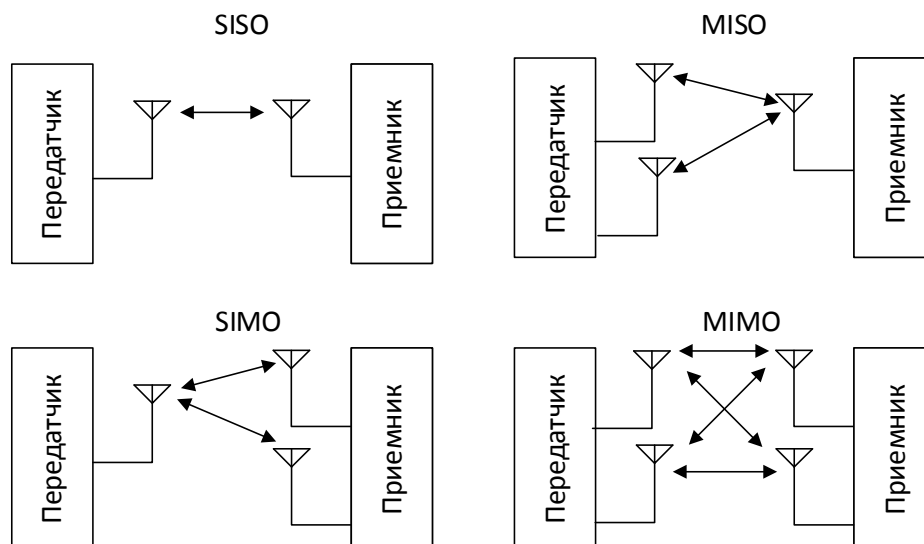 SISO
MISO
Передатчик
Приемник
Передатчик
Приемник
SIMO
MIMO
Передатчик
Приемник
Передатчик
Приемник